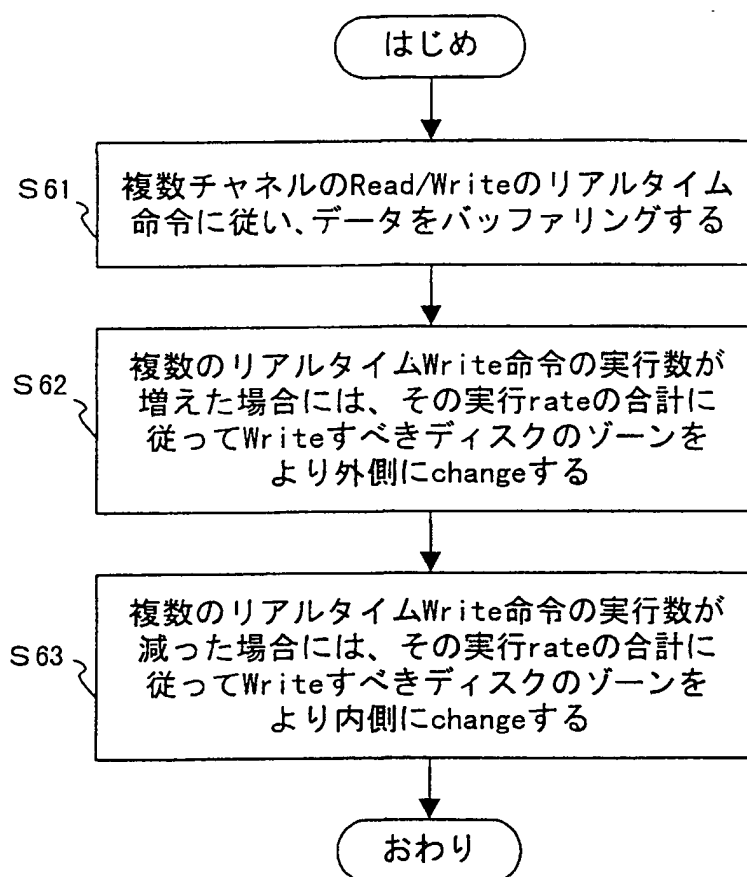 はじめ
S61
複数チャネルのRead/Writeのリアルタイム
命令に従い、データをバッファリングする
S62
複数のリアルタイムWrite命令の実行数が
増えた場合には、その実行rateの合計に
従ってWriteすべきディスクのゾーンを
より外側にchangeする
S63
複数のリアルタイムWrite命令の実行数が
減った場合には、その実行rateの合計に
従ってWriteすべきディスクのゾーンを
より内側にchangeする
おわり